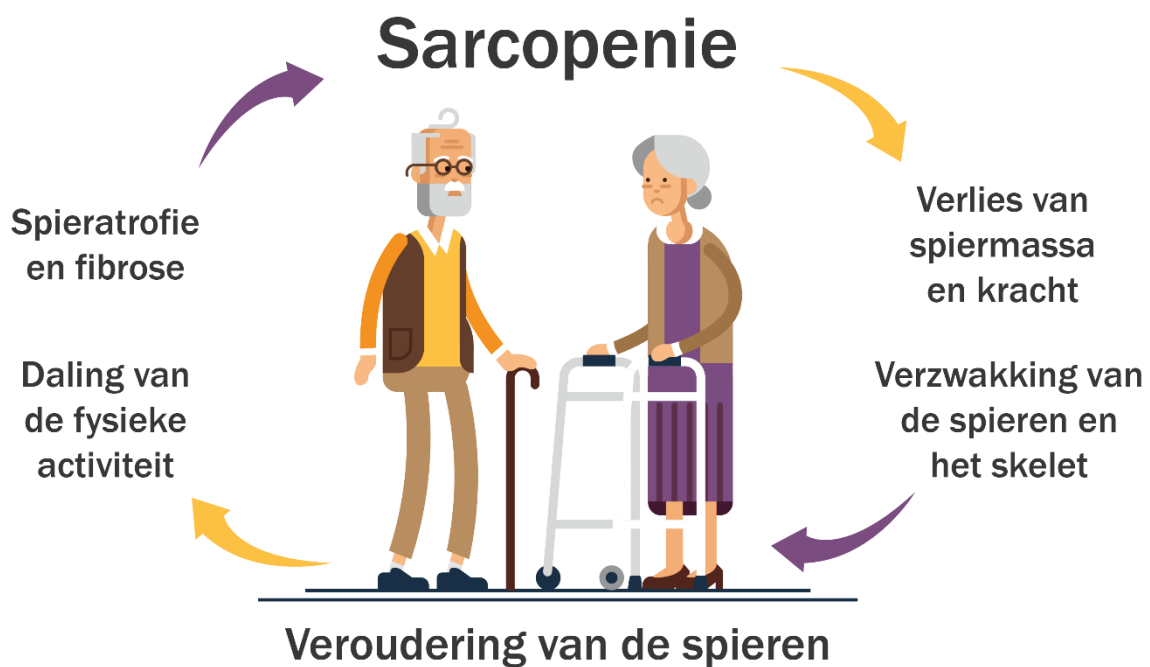 Sarcopenie
Verlies van
spiermassa
en kracht
Verzwakking van
de spieren en
het skelet
Veroudering van de spieren
Daling van
de fysieke
activiteit
Spieratrofie
en fibrose